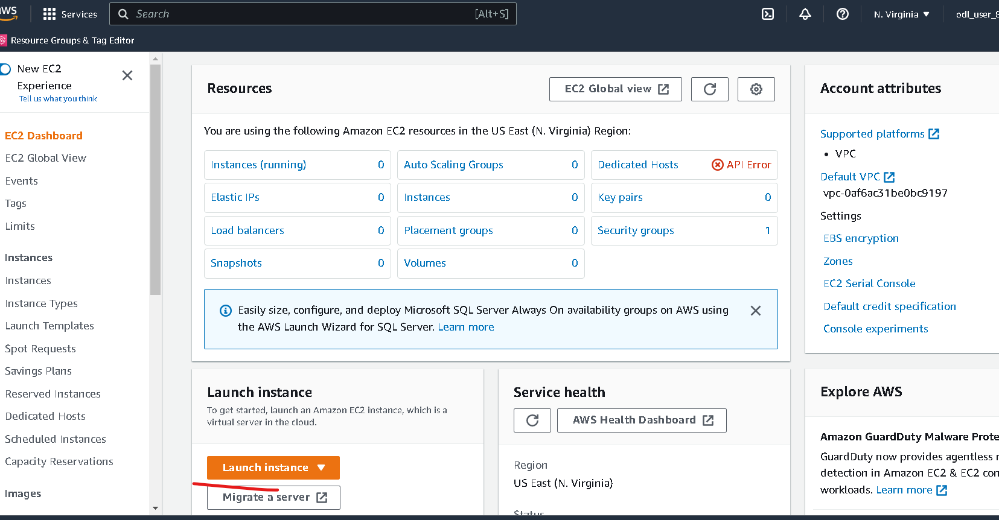 aws
Services
Search
[Alt+S]
N. Virginia
Resource Groups & Tag Editor
New EC2
Experience
Tell us what you think
EC2 Dashboard
EC2 Global View
Events
Tags
Limits
Instances
Instances
Instance Types
Launch Templates
Spot Requests
Savings Plans
Reserved Instances
Dedicated Hosts
Scheduled Instances
Capacity Reservations
Images
Resources
EC2 Global view
You are using the following Amazon EC2 resources in the US East (N. Virginia) Region:
Instances (running) 0
Auto Scaling Groups 0
Dedicated Hosts API Error
Elastic IPs 0
Instances 0
Key pairs 0
Load balancers 0
Placement groups 0
Security groups 1
Snapshots 0
Volumes 0
Easily size, configure, and deploy Microsoft SQL Server Always On availability groups on AWS using
the AWS Launch Wizard for SQL Server. Learn more
Launch instance
To get started, launch an Amazon EC2 instance, which is a
virtual server in the cloud.
Launch instance
Migrate a server
Service health
AWS Health Dashboard
Region
US East (N. Virginia)
Status
Account attributes
Supported platforms
• VPC
Default VPC
vpc-0af6ac31be0bc9197
Settings
EBS encryption
Zones
EC2 Serial Console
Default credit specification
Console experiments
Explore AWS
Amazon GuardDuty Malware
GuardDuty now provides agentless
detection in Amazon EC2 & EC2
workloads. Learn more